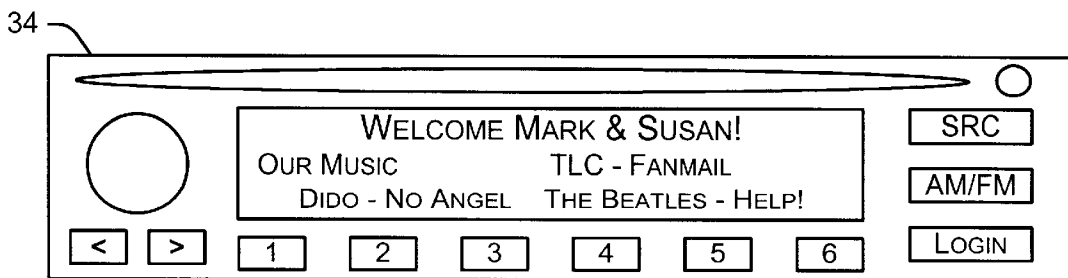 34
WELCOME MARK & SUSAN!
SRC
OUR MUSIC TLC - FANMAIL
DIDO - NO ANGEL THE BEATLES - HELP!
AM/FM
< > 1 2 3 4 5 6 LOGIN